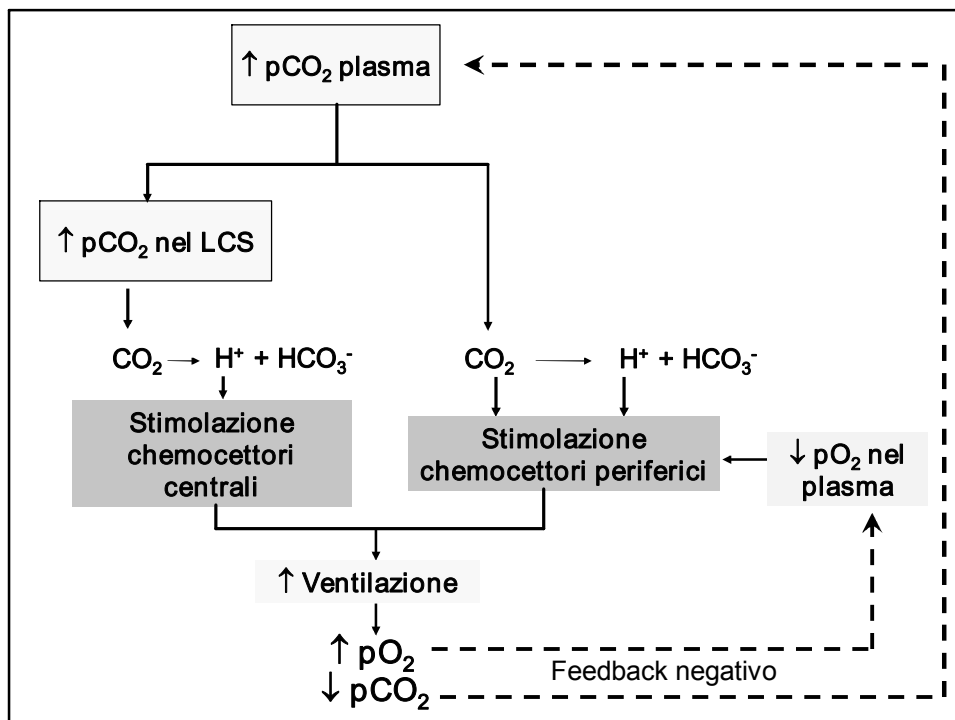 ↑ pCO₂ plasma
↑ pCO₂ nel LCS
CO₂ → H⁺ + HCO₃⁻
CO₂ → H⁺ + HCO₃⁻
Stimolazione
chemocettori
centrali
Stimolazione
chemocettori periferici
↓ pO₂ nel
plasma
↑ Ventilazione
↑ pO₂
↓ pCO₂
Feedback negativo